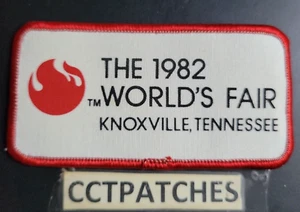 THE 1982
TM WORLD'S FAIR
KNOXVILLE, TENNESSEE
CCTPATCHES